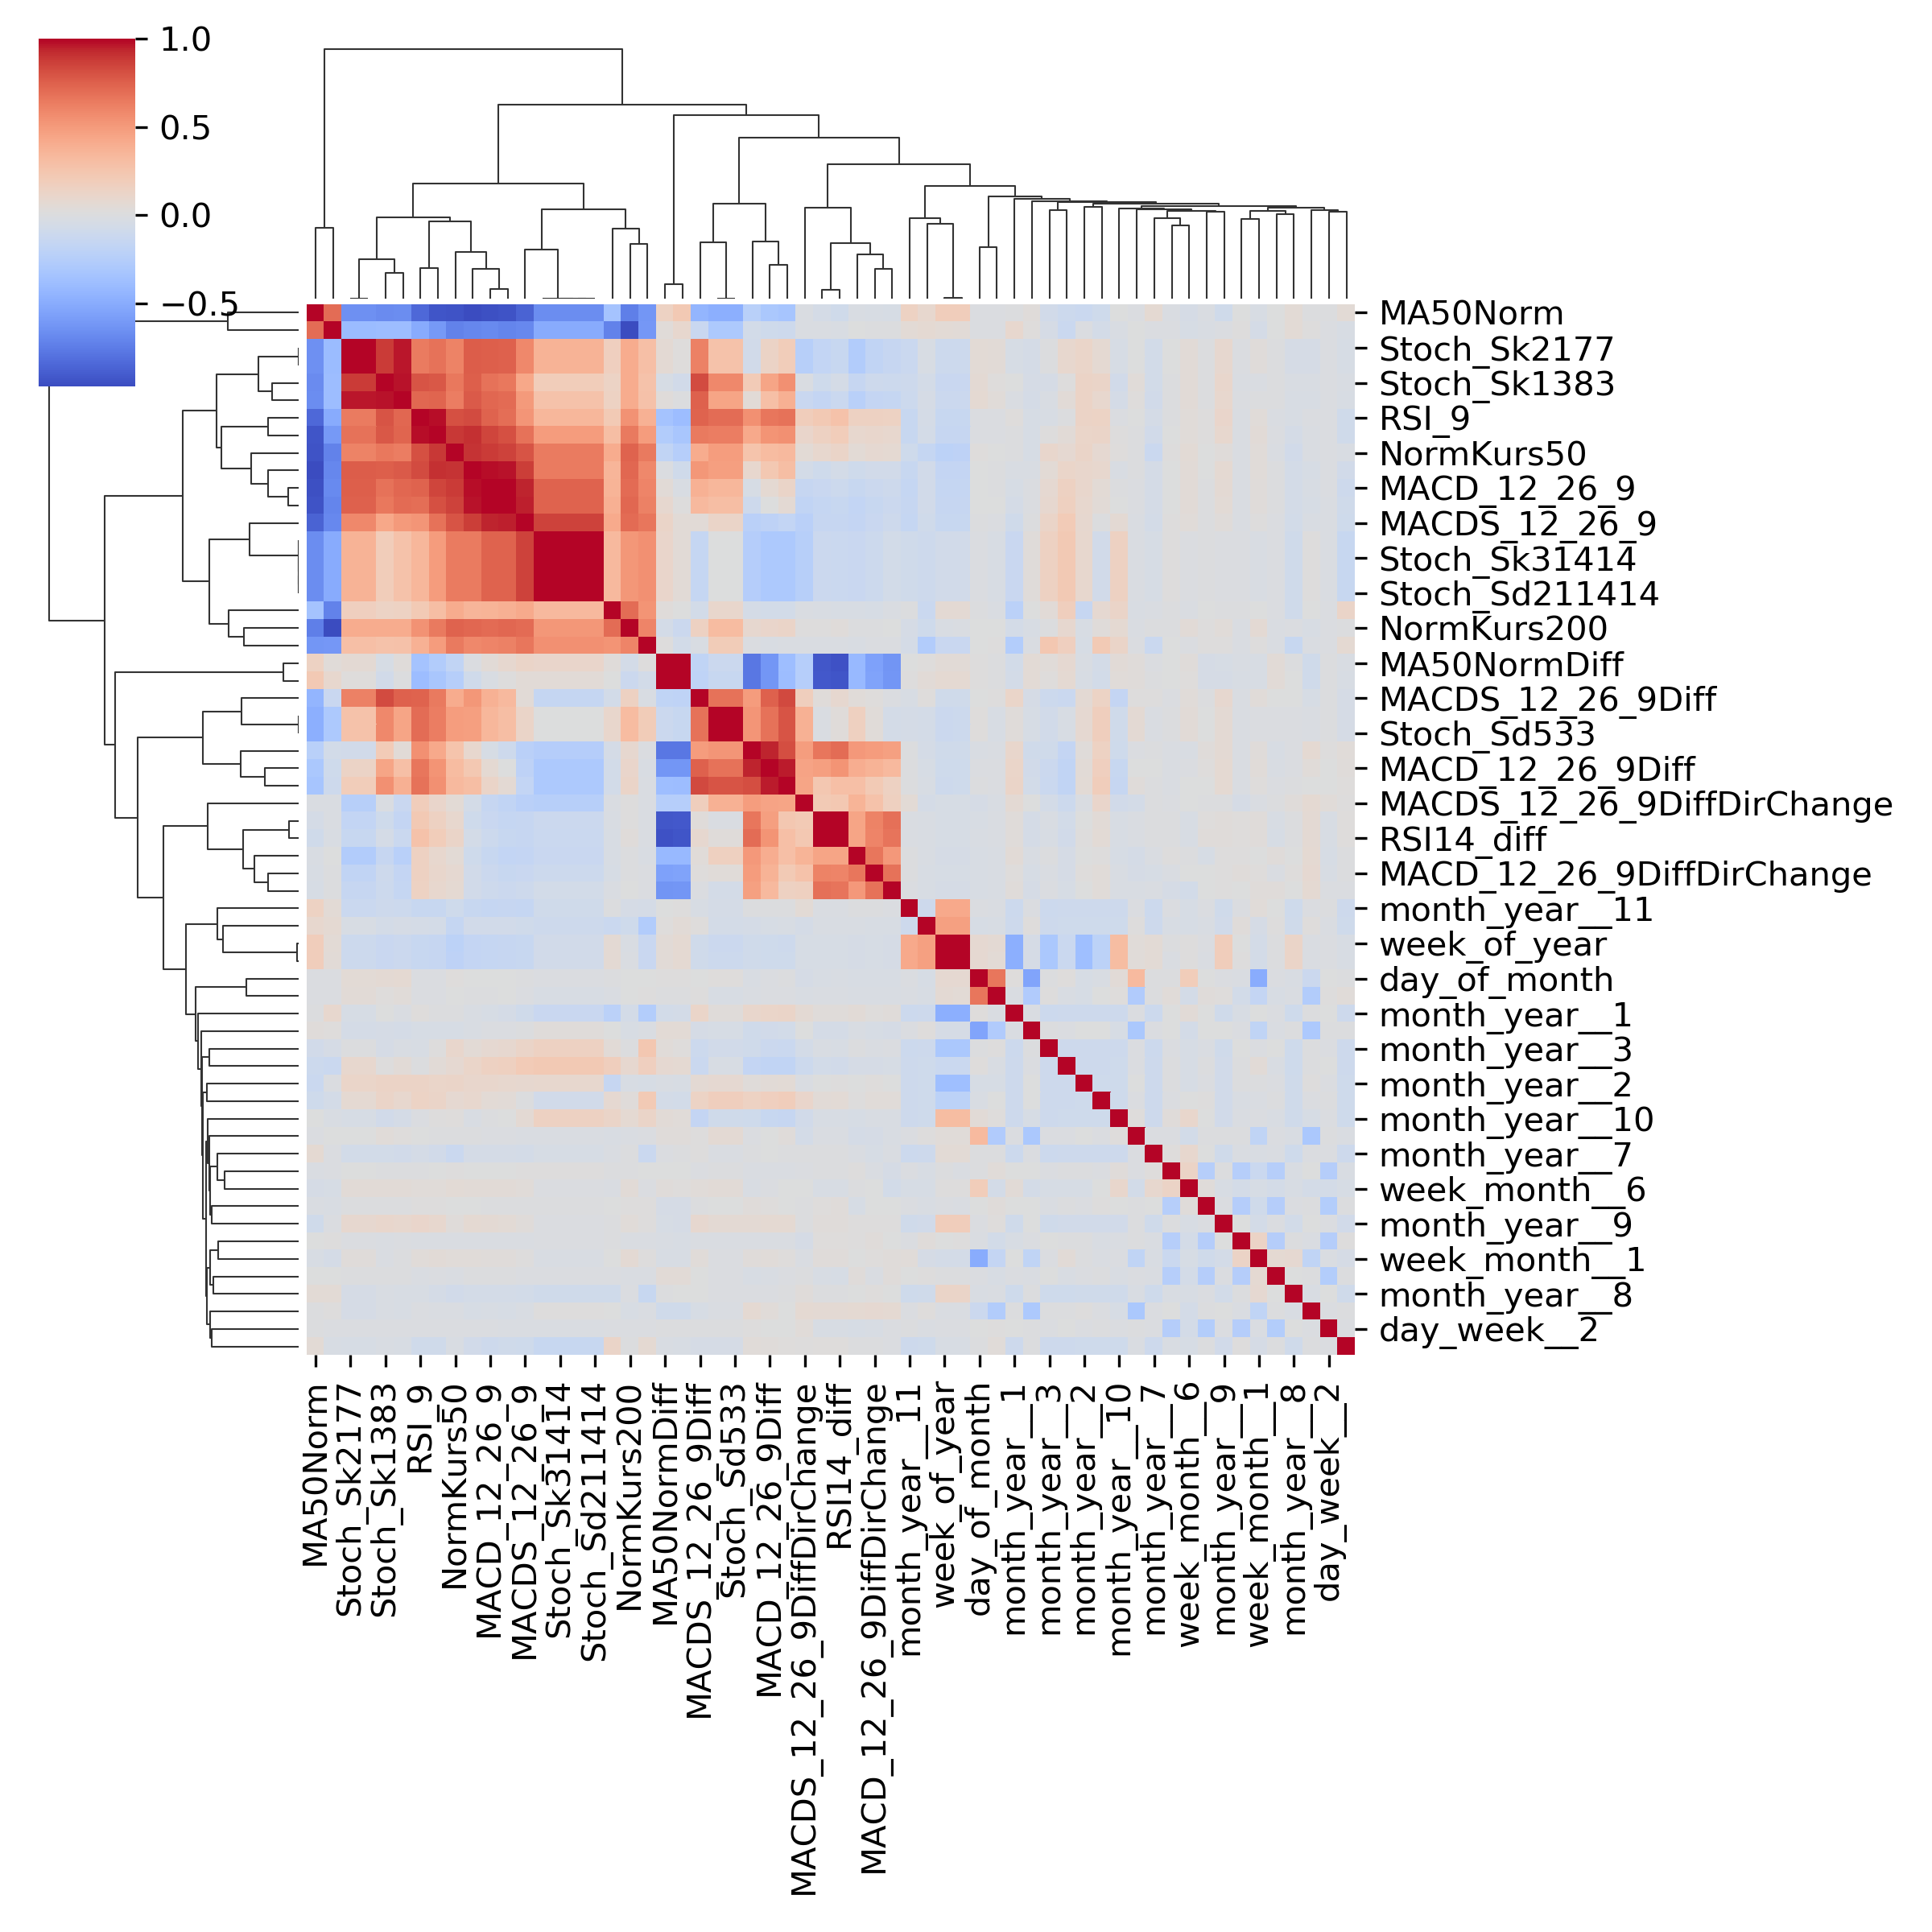 1.0
0.5
0.0
−0.5
MA50Norm
Stoch_Sk2177
Stoch_Sk1383
RSI_9
NormKurs50
MACD_12_26_9
MACDS_12_26_9
Stoch_Sk31414
Stoch_Sd211414
NormKurs200
MA50NormDiff
MACDS_12_26_9Diff
Stoch_Sd533
MACD_12_26_9Diff
MACDS_12_26_9DiffDirChange
RSI14_diff
MACD_12_26_9DiffDirChange
month_year__11
week_of_year
day_of_month
month_year__1
month_year__3
month_year__2
month_year__10
month_year__7
week_month__6
month_year__9
week_month__1
month_year__8
day_week__2
MA50Norm
Stoch_Sk2177
Stoch_Sk1383
RSI_9
NormKurs50
MACD_12_26_9
MACDS_12_26_9
Stoch_Sk31414
Stoch_Sd211414
NormKurs200
MA50NormDiff
MACDS_12_26_9Diff
Stoch_Sd533
MACD_12_26_9Diff
MACDS_12_26_9DiffDirChange
RSI14_diff
MACD_12_26_9DiffDirChange
month_year__11
week_of_year
day_of_month
month_year__1
month_year__3
month_year__2
month_year__10
month_year__7
week_month__6
month_year__9
week_month__1
month_year__8
day_week__2